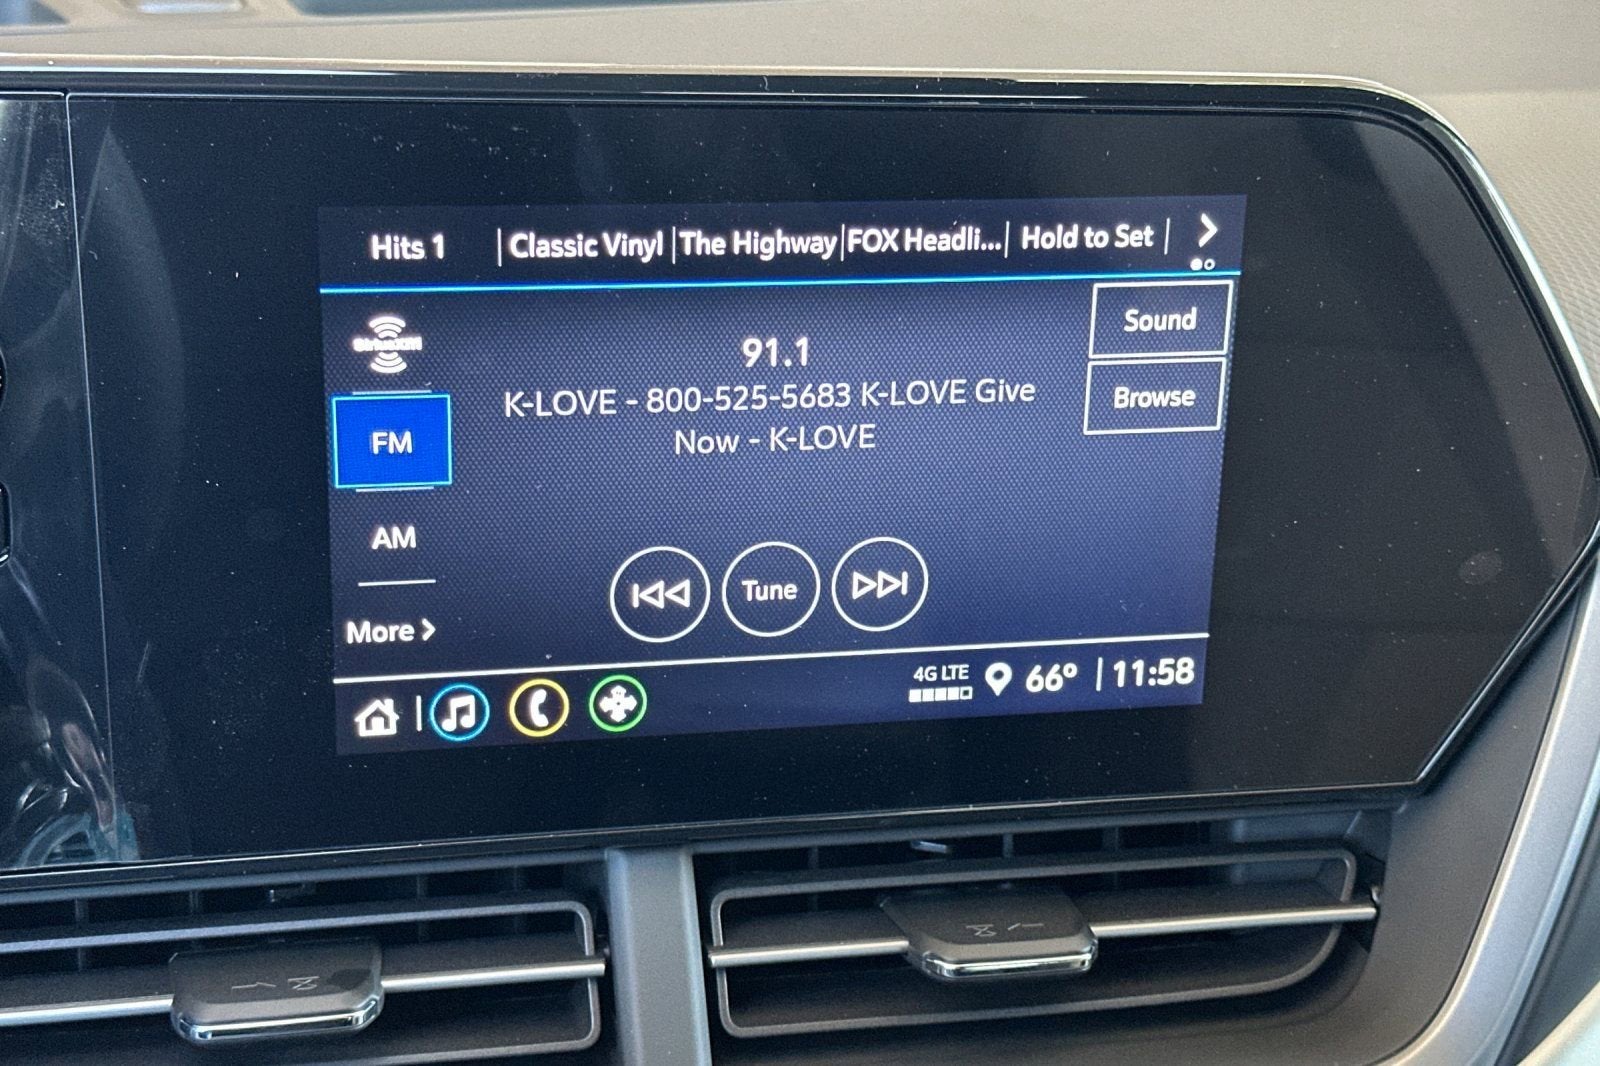 Hits 1 | Classic Vinyl | The Highway | FOX Headli... | Hold to Set |
SiriusXM
Sound
91.1
K-LOVE - 800-525-5683 K-LOVE Give
Now - K-LOVE
Browse
FM
AM
Tune
More >
4G LTE
66° | 11:58